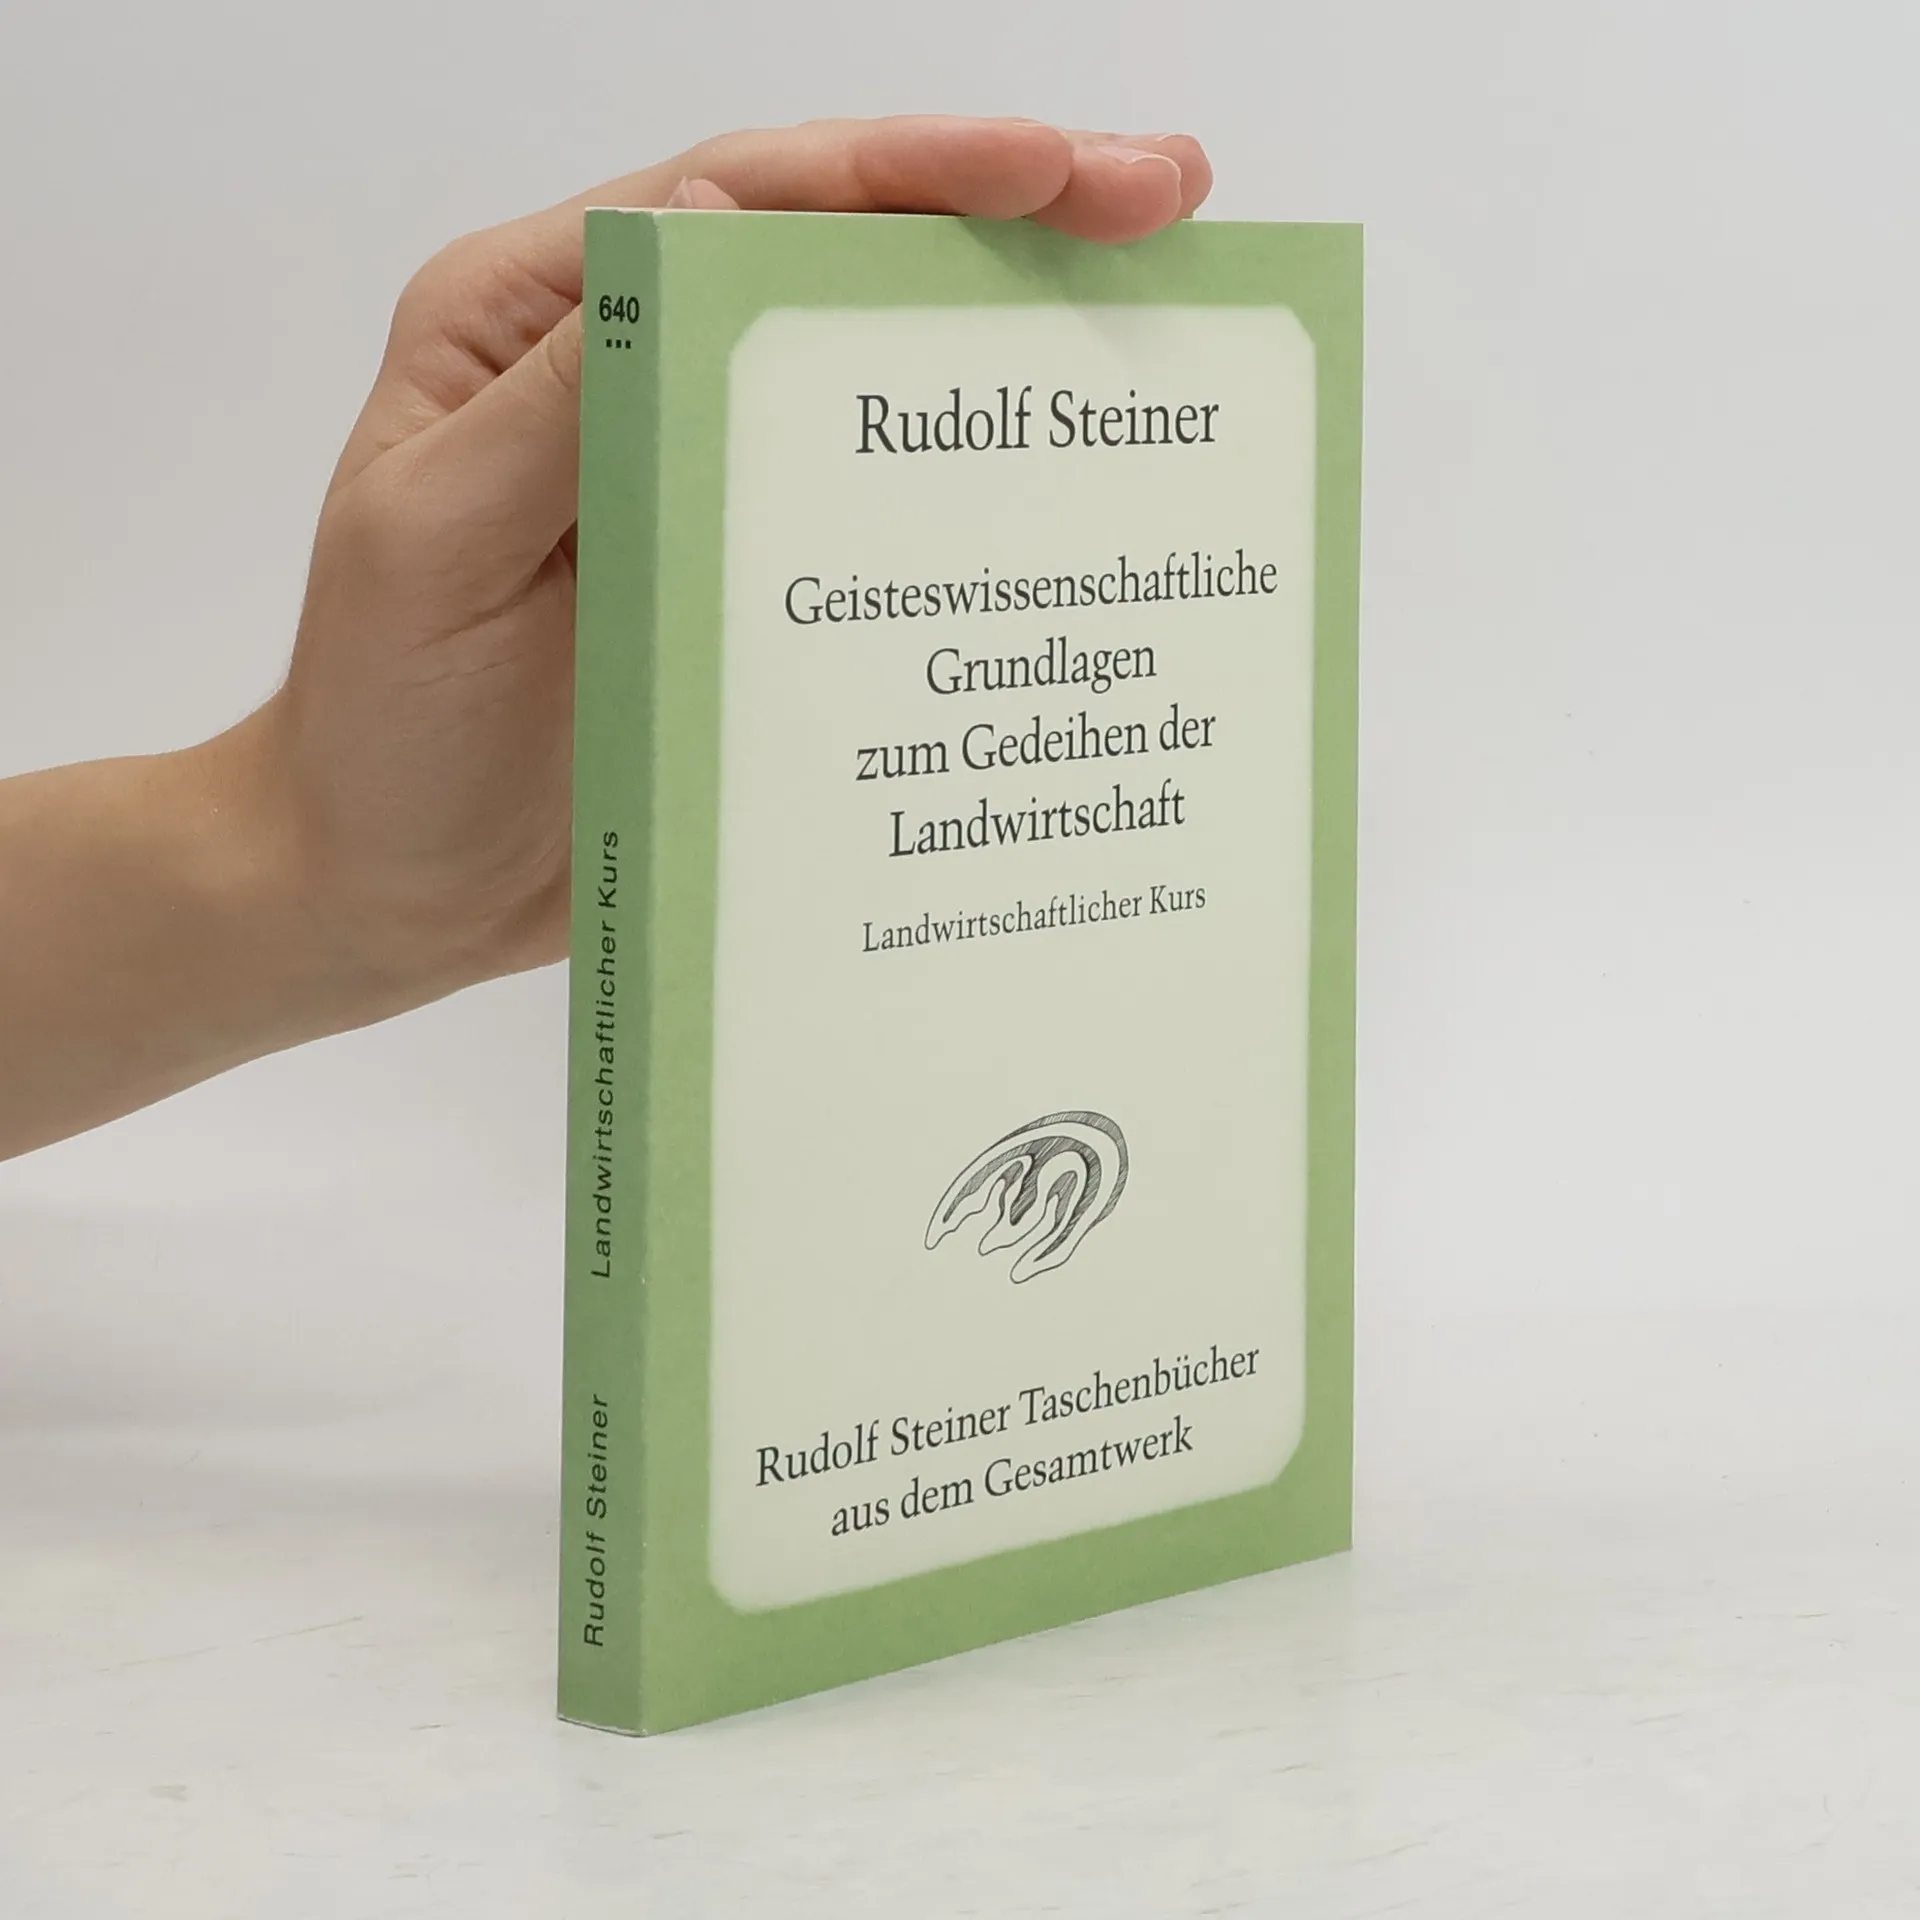 640
Landwirtschaftlicher Kurs
Rudolf Steiner
Rudolf Steiner
Geisteswissenschaftliche
Grundlagen
zum Gedeihen der
Landwirtschaft
Landwirtschaftlicher Kurs
Rudolf Steiner Taschenbücher
aus dem Gesamtwerk